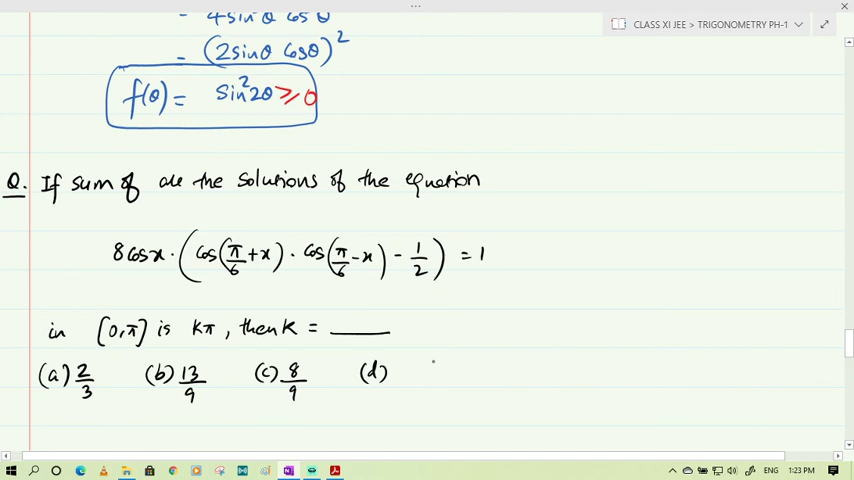 ...
CLASS XI JEE > TRIGONOMETRY PH-1
= 4sin²θ cos²θ
= (2sinθ cosθ)²
f(θ) = sin²2θ ≥ 0
Q. If sum of all the solutions of the equation
8cosx · (cos(π/6 + x) · cos(π/6 - x) - 1/2) = 1
in [0,π] is kπ, then k = ____
(a) 2/3 (b) 13/9 (c) 8/9 (d)
ENG 1:23 PM